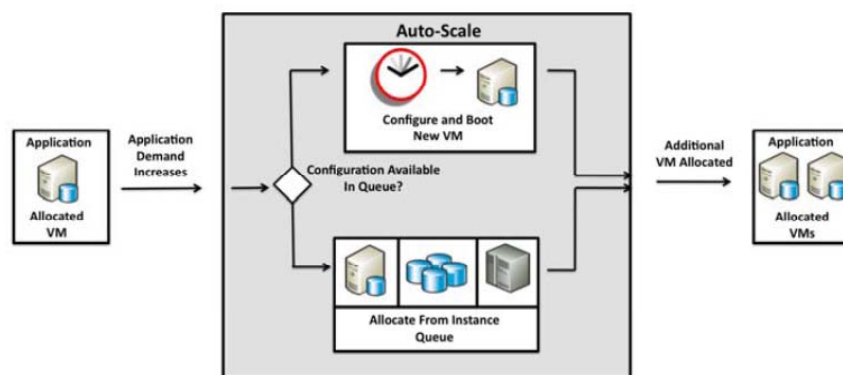 Auto-Scale
Configure and Boot
New VM
Application
Allocated
VM
Application
Demand
Increases
Configuration Available
In Queue?
Allocate From Instance
Queue
Additional
VM Allocated
Application
Allocated
VMs